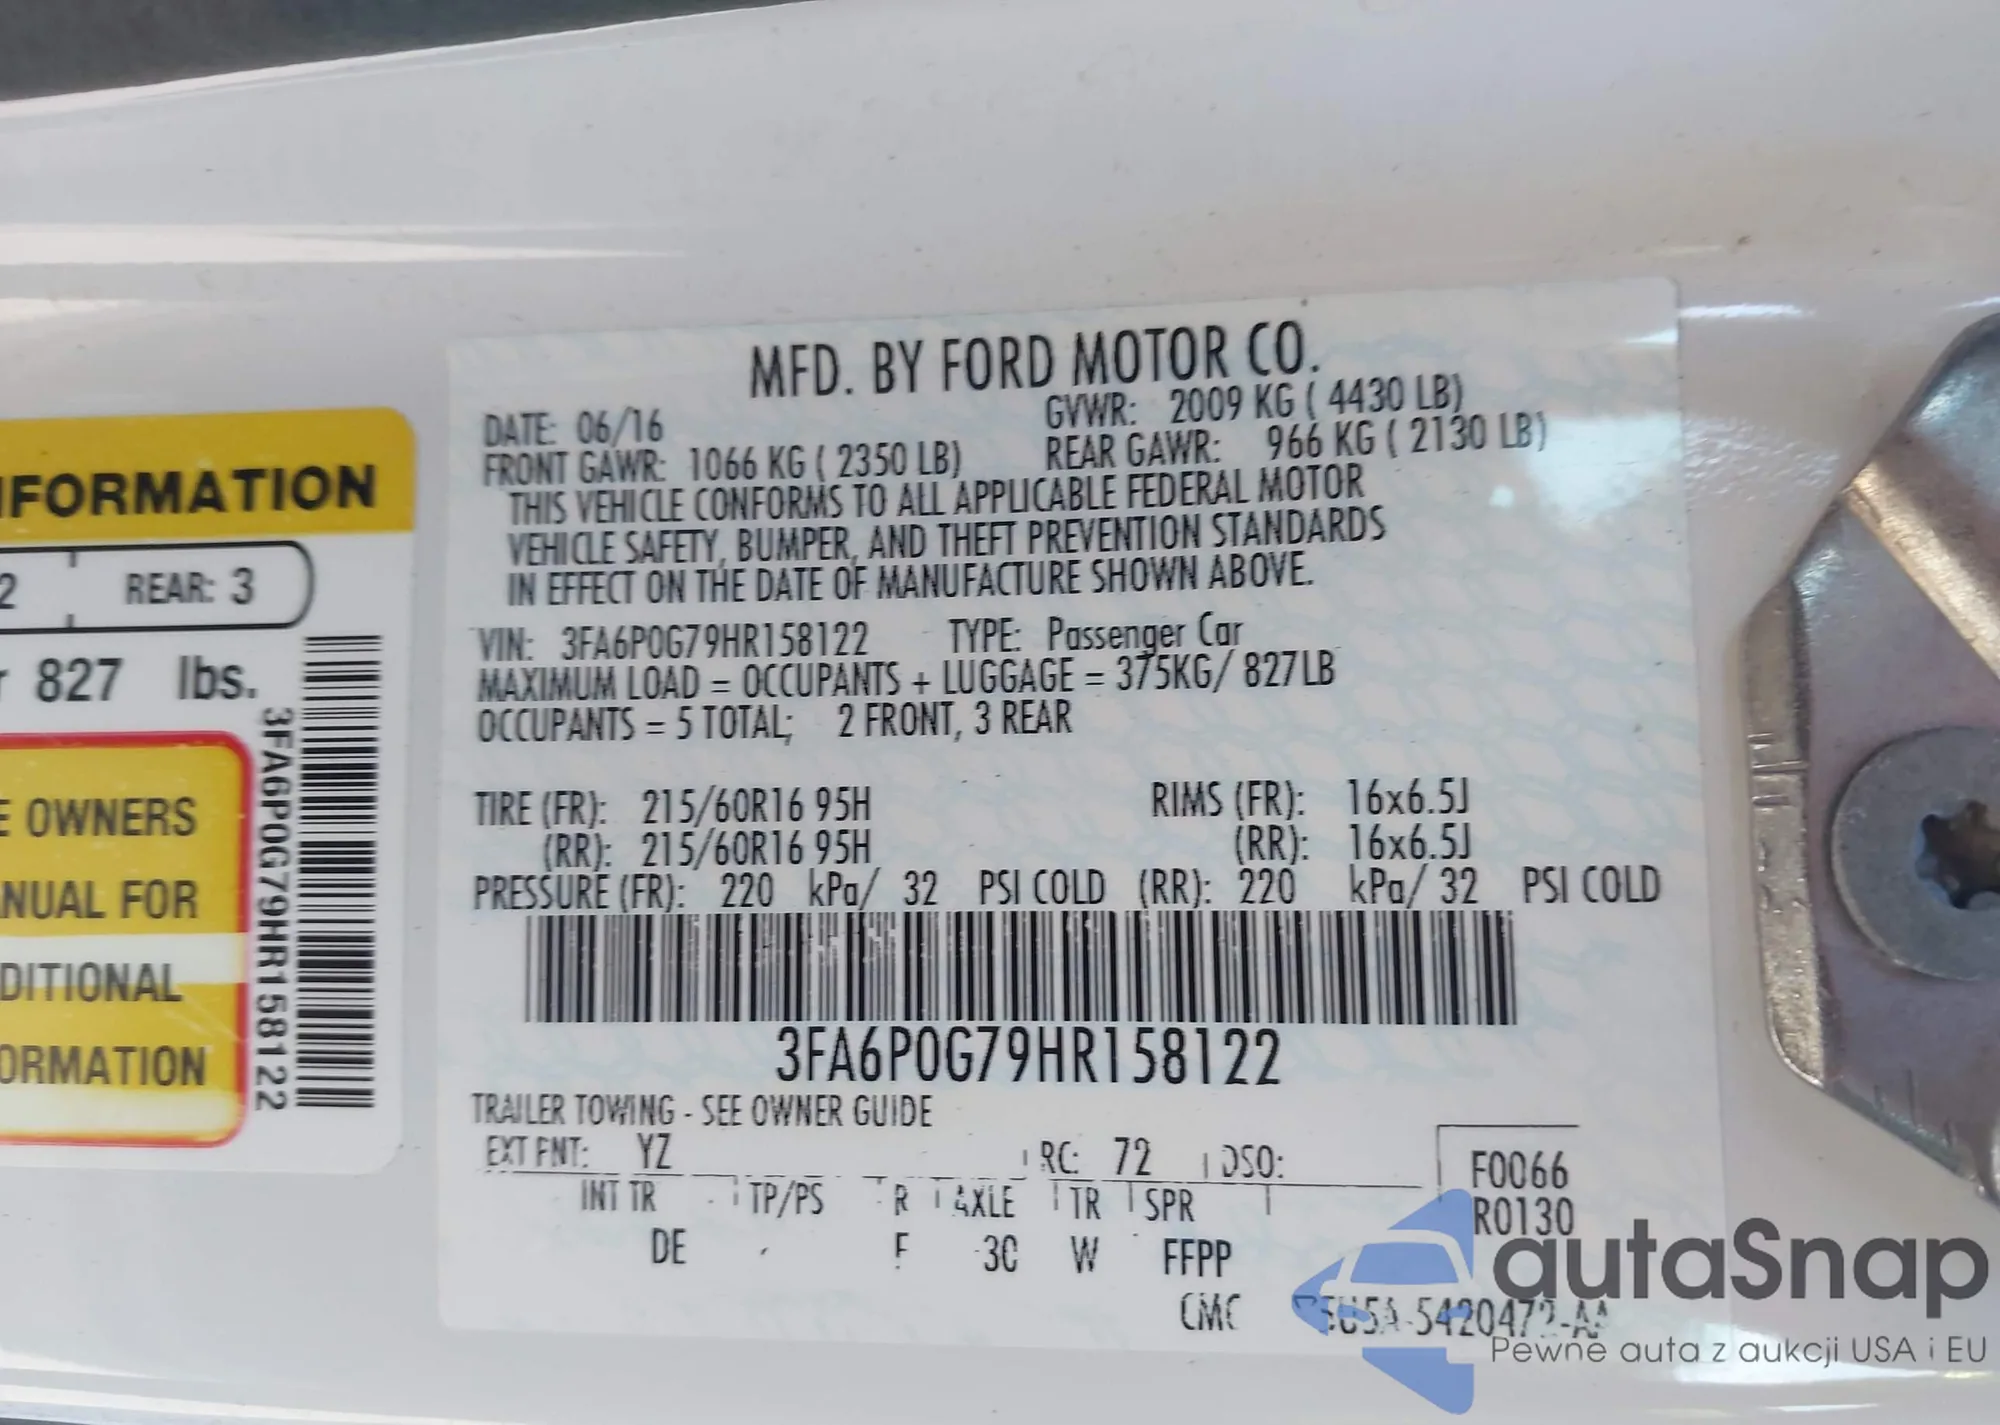 NFORMATION
2 REAR: 3
r 827 lbs.
3FA6P0G79HR158122
E OWNERS
NUAL FOR
DITIONAL
ORMATION
MFD. BY FORD MOTOR CO.
DATE: 06/16 GVWR: 2009 KG ( 4430 LB)
FRONT GAWR: 1066 KG ( 2350 LB) REAR GAWR: 966 KG ( 2130 LB)
THIS VEHICLE CONFORMS TO ALL APPLICABLE FEDERAL MOTOR
VEHICLE SAFETY, BUMPER, AND THEFT PREVENTION STANDARDS
IN EFFECT ON THE DATE OF MANUFACTURE SHOWN ABOVE.
VIN: 3FA6P0G79HR158122 TYPE: Passenger Car
MAXIMUM LOAD = OCCUPANTS + LUGGAGE = 375KG/ 827LB
OCCUPANTS = 5 TOTAL; 2 FRONT, 3 REAR
TIRE (FR): 215/60R16 95H RIMS (FR): 16x6.5J
(RR): 215/60R16 95H (RR): 16x6.5J
PRESSURE (FR): 220 kPa/ 32 PSI COLD (RR): 220 kPa/ 32 PSI COLD
3FA6P0G79HR158122
TRAILER TOWING - SEE OWNER GUIDE
EXT PNT: YZ RC: 72 DSO: F0066
INT TR TP/PS R AXLE TR SPR R0130
DE F 3C W FFPP
CMC 5420472-AA
autaSnap
Pewne auta z aukcji USA i EU